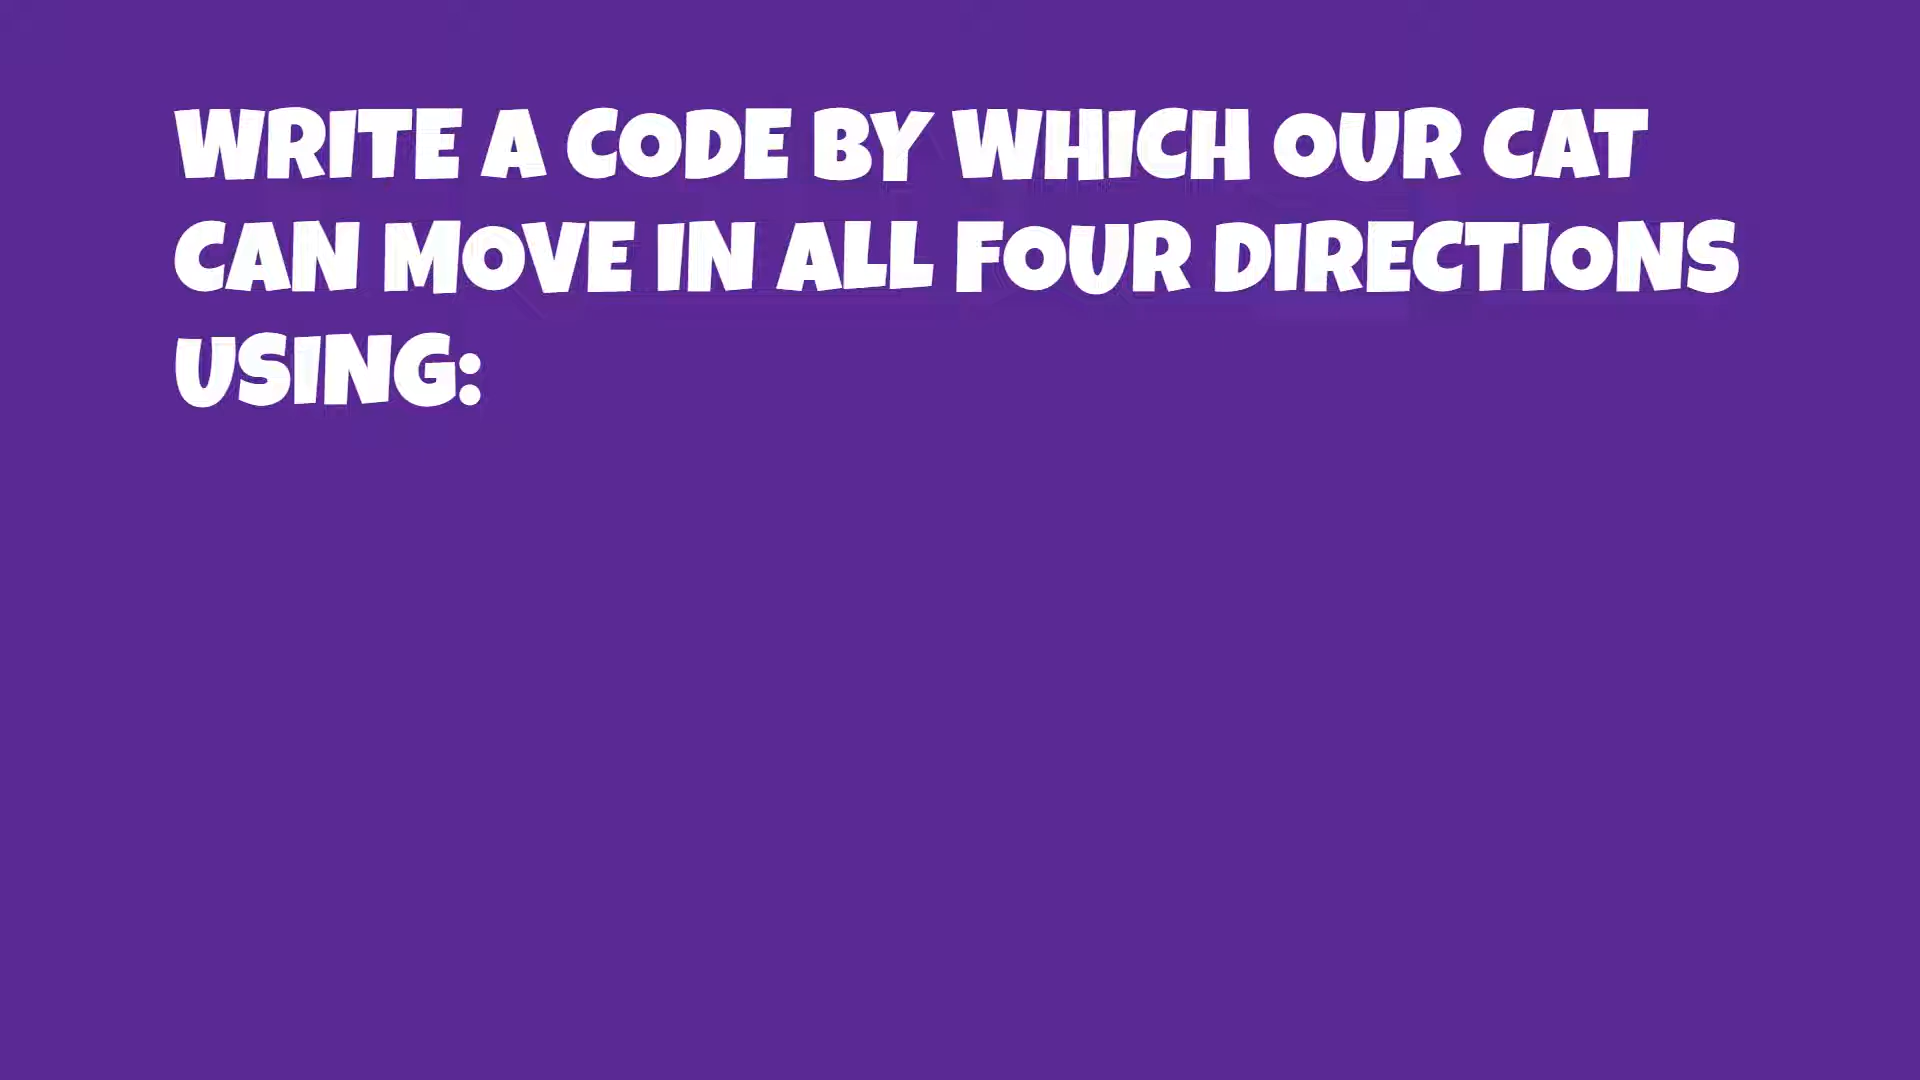 WRITE A CODE BY WHICH OUR CAT
CAN MOVE IN ALL FOUR DIRECTIONS
USING: